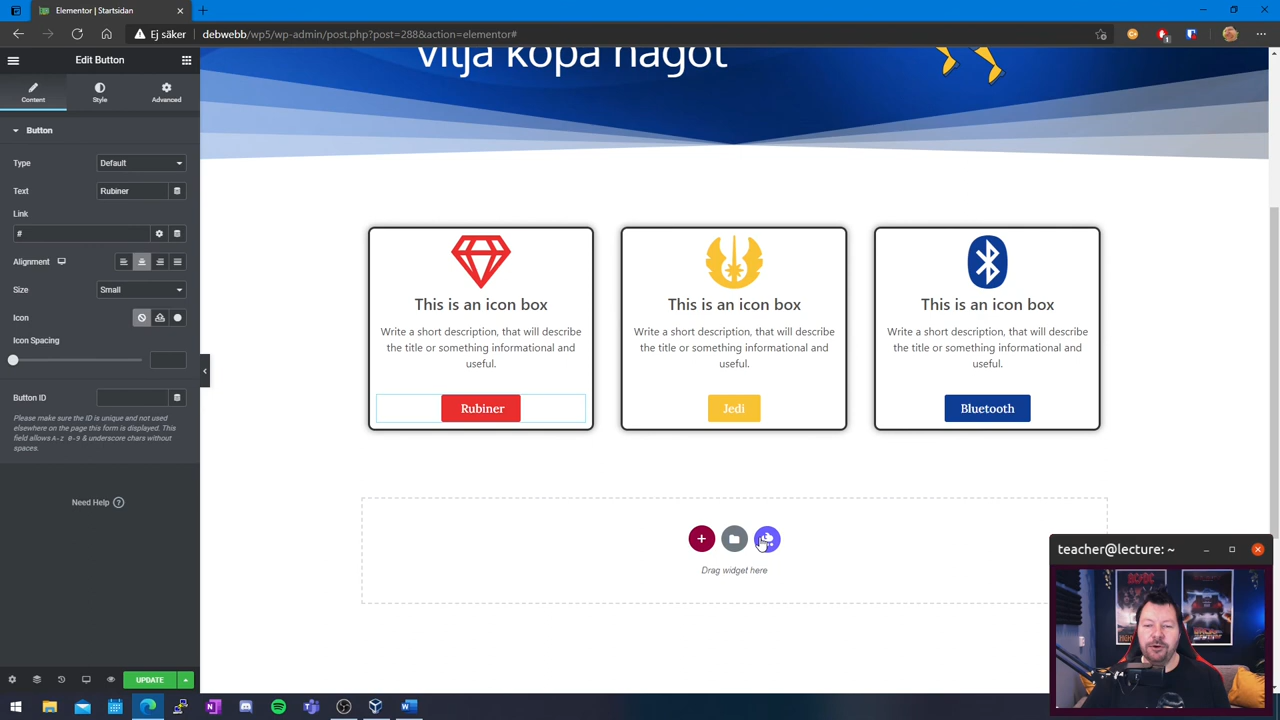 Elementor | Startsidan
Ej säker
debwebb/wp5/wp-admin/post.php?post=288&action=elementor#
1
Edit Button
Content
Style
Advanced
Button
Type
Default
Text
Rubiner
Link
#
Alignment
Size
Small
Icon
Icon Spacing
Button ID
Please make sure the ID is unique and not used
elsewhere on the page this form is displayed. This
field allows A-z 0-9 & underscore chars without
spaces.
Need Help
UPDATE
vilja köpa något
This is an icon box
Write a short description, that will describe
the title or something informational and
useful.
Rubiner
This is an icon box
Write a short description, that will describe
the title or something informational and
useful.
Jedi
This is an icon box
Write a short description, that will describe
the title or something informational and
useful.
Bluetooth
Drag widget here
teacher@lecture: ~
AC/DC